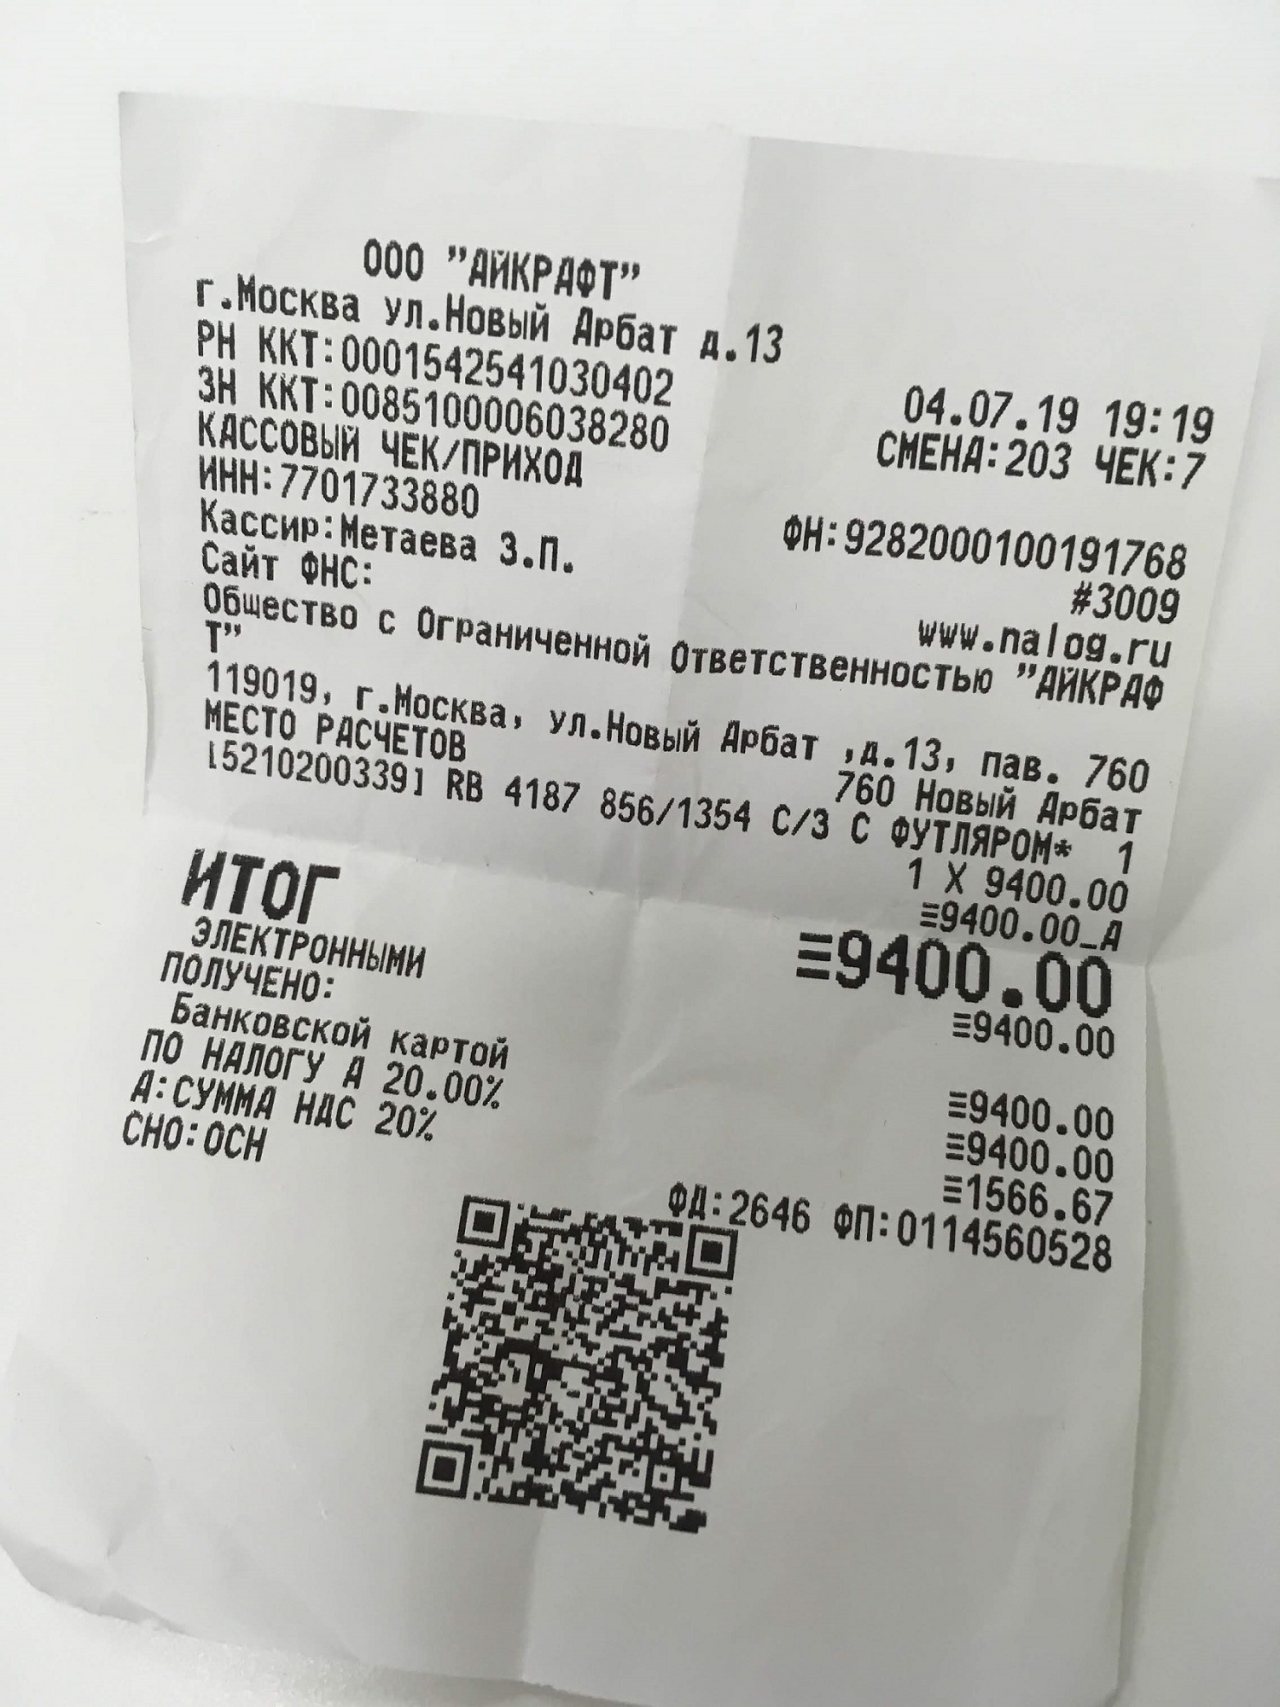 ООО "АЙКРАФТ"
г.Москва ул.Новый Арбат д.13
РН ККТ:0001542541030402 04.07.19 19:19
ЗН ККТ:0085100006038280 СМЕНА:203 ЧЕК:7
КАССОВЫЙ ЧЕК/ПРИХОД
ИНН:7701733880 ФН:9282000100191768
Кассир:Метаева З.П. #3009
Сайт ФНС: www.nalog.ru
Общество с Ограниченной Ответственностью "АЙКРАФ
Т"
119019, г.Москва, ул.Новый Арбат ,д.13, пав. 760
МЕСТО РАСЧЕТОВ 760 Новый Арбат
[5210200339] RB 4187 856/1354 С/З С ФУТЛЯРОМ* 1
1 X 9400.00
≡9400.00_А
ИТОГ ≡9400.00
ЭЛЕКТРОННЫМИ ≡9400.00
ПОЛУЧЕНО:
Банковской картой ≡9400.00
ПО НАЛОГУ А 20.00% ≡9400.00
А:СУММА НДС 20% ≡1566.67
СНО:ОСН ФД:2646 ФП:0114560528